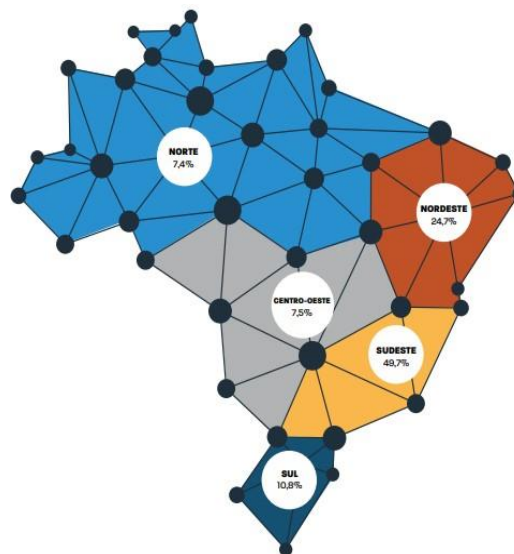 NORTE
7,4%
NORDESTE
24,7%
CENTRO-OESTE
7,5%
SUDESTE
49,7%
SUL
10,8%